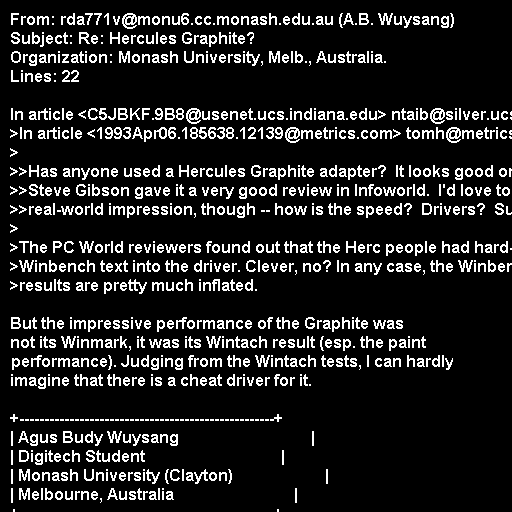 From: rda771v@monu6.cc.monash.edu.au (A.B. Wuysang)
Subject: Re: Hercules Graphite?
Organization: Monash University, Melb., Australia.
Lines: 22

In article <C5JBKF.9B8@usenet.ucs.indiana.edu> ntaib@silver.ucs
>In article <1993Apr06.185638.12139@metrics.com> tomh@metrics
>
>>Has anyone used a Hercules Graphite adapter?  It looks good on
>>Steve Gibson gave it a very good review in Infoworld.  I'd love to
>>real-world impression, though -- how is the speed?  Drivers?  Su
>
>The PC World reviewers found out that the Herc people had hard-
>Winbench text into the driver. Clever, no? In any case, the Winben
>results are pretty much inflated.

But the impressive performance of the Graphite was
not its Winmark, it was its Wintach result (esp. the paint
performance). Judging from the Wintach tests, I can hardly
imagine that there is a cheat driver for it.

+---------------------------------------------------+
| Agus Budy Wuysang                              |
| Digitech Student                               |
| Monash University (Clayton)                    |
| Melbourne, Australia                           |